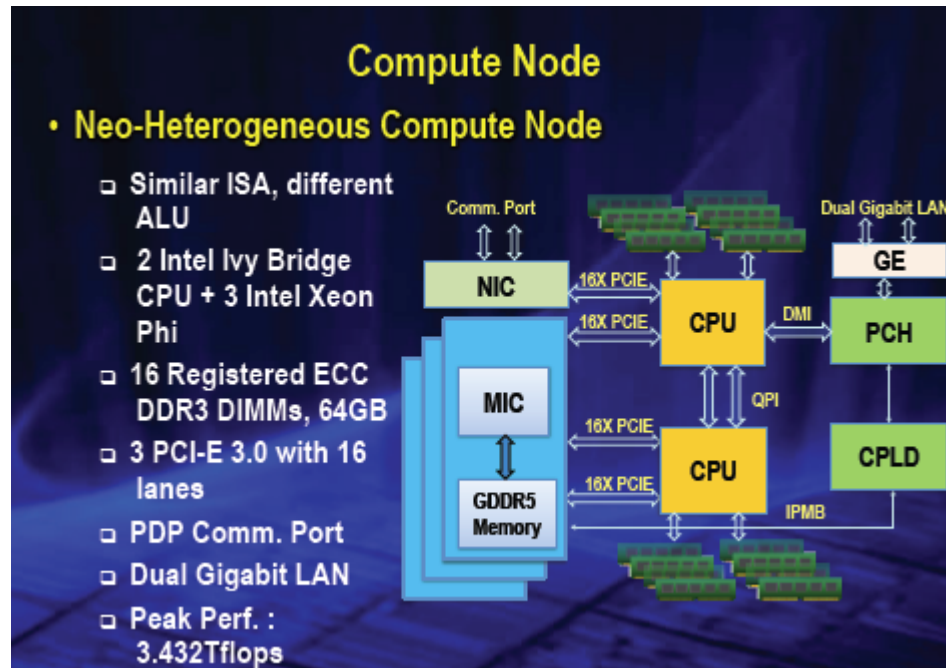 Compute Node
• Neo-Heterogeneous Compute Node
❑ Similar ISA, different
ALU
❑ 2 Intel Ivy Bridge
CPU + 3 Intel Xeon
Phi
❑ 16 Registered ECC
DDR3 DIMMs, 64GB
❑ 3 PCI-E 3.0 with 16
lanes
❑ PDP Comm. Port
❑ Dual Gigabit LAN
❑ Peak Perf. :
3.432Tflops
Comm. Port
Dual Gigabit LAN
NIC
16X PCIE
16X PCIE
CPU
DMI
GE
PCH
MIC
QPI
16X PCIE
16X PCIE
CPU
CPLD
GDDR5
Memory
IPMB